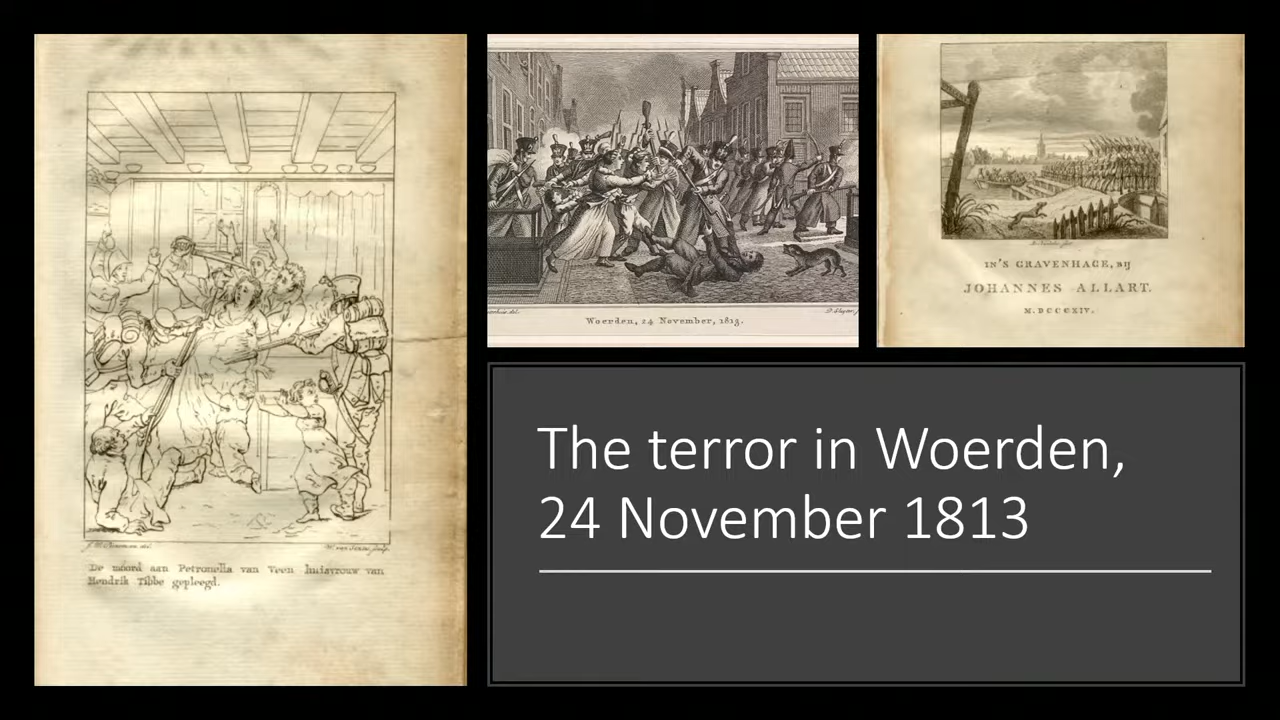 De moord aan Petronella van Veen huisvrouw van
Hendrik Tibbe gepleegd.
Woerden, 24 November, 1813.
IN'S GRAVENHAGE, BIJ
JOHANNES ALLART.
M.DCCCXIV.
The terror in Woerden,
24 November 1813